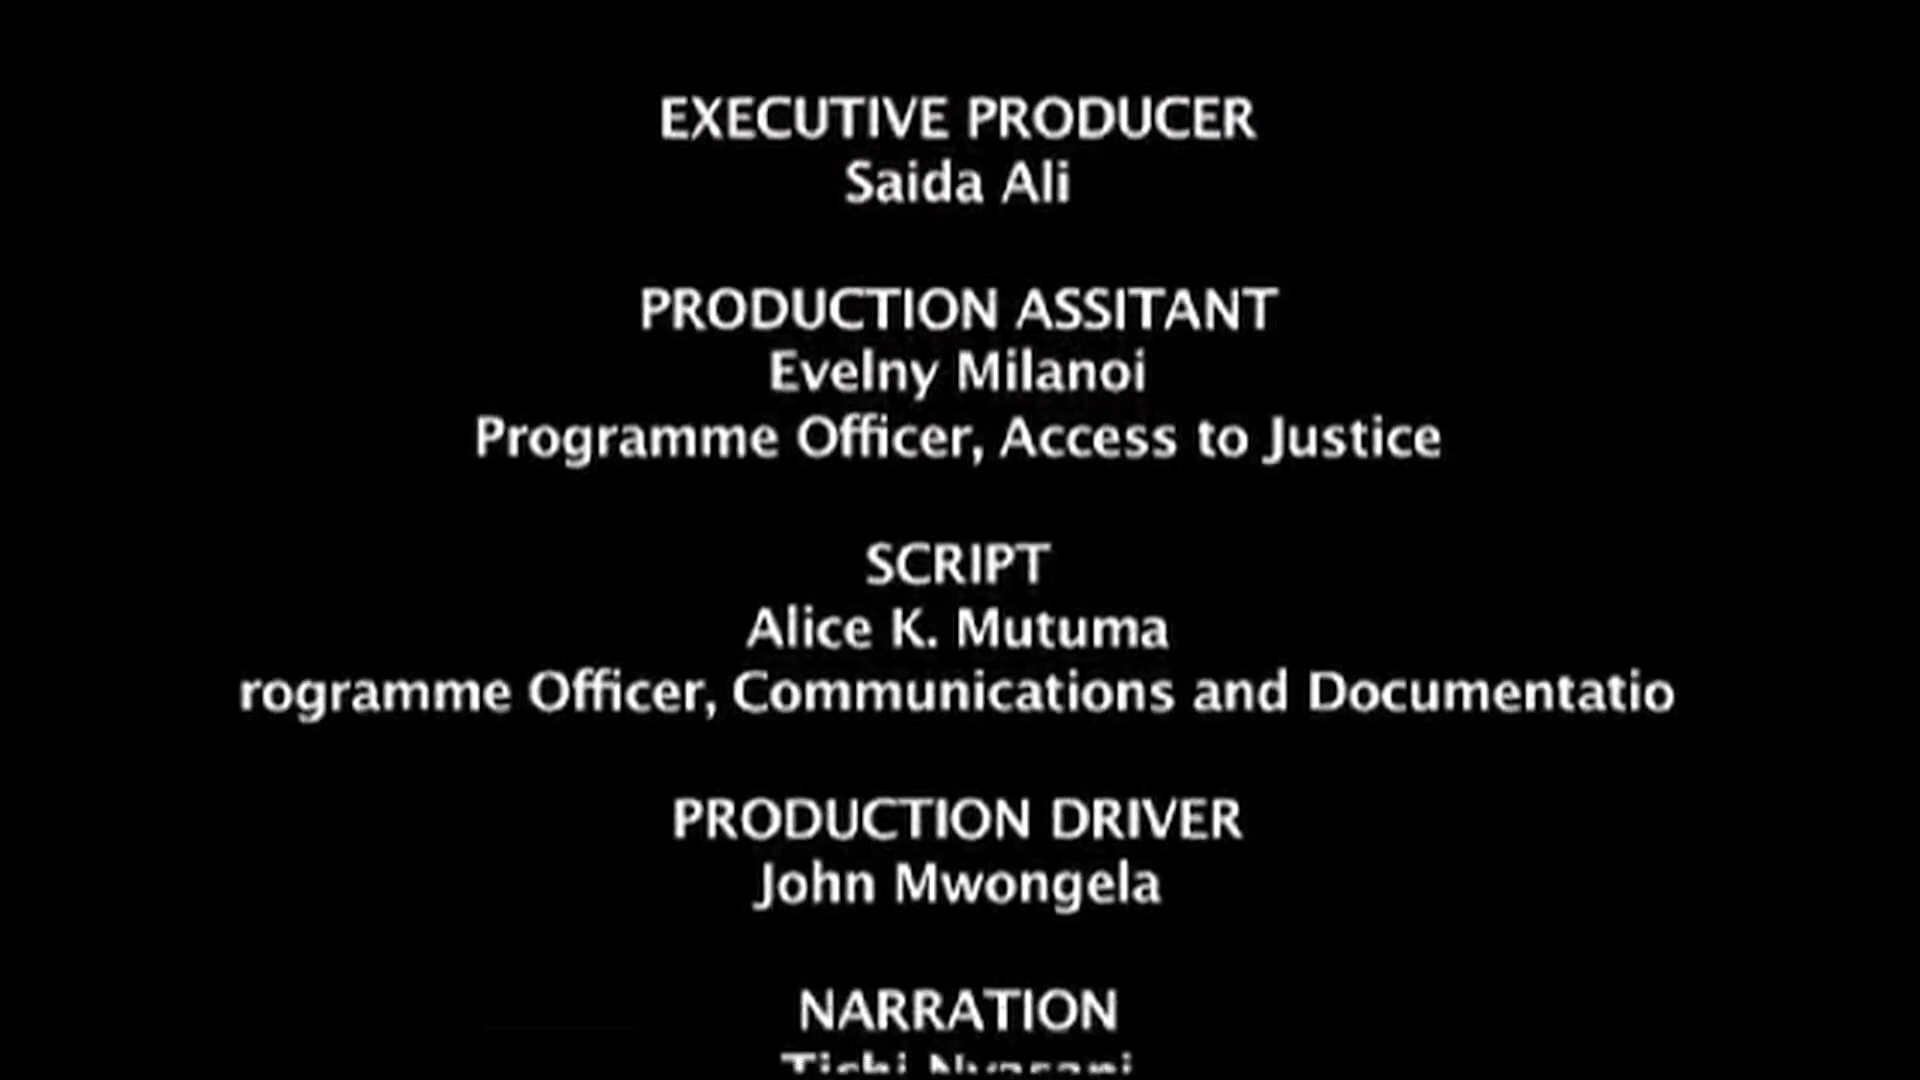 EXECUTIVE PRODUCER
Saida Ali
PRODUCTION ASSITANT
Evelny Milanoi
Programme Officer, Access to Justice
SCRIPT
Alice K. Mutuma
rogramme Officer, Communications and Documentatio
PRODUCTION DRIVER
John Mwongela
NARRATION